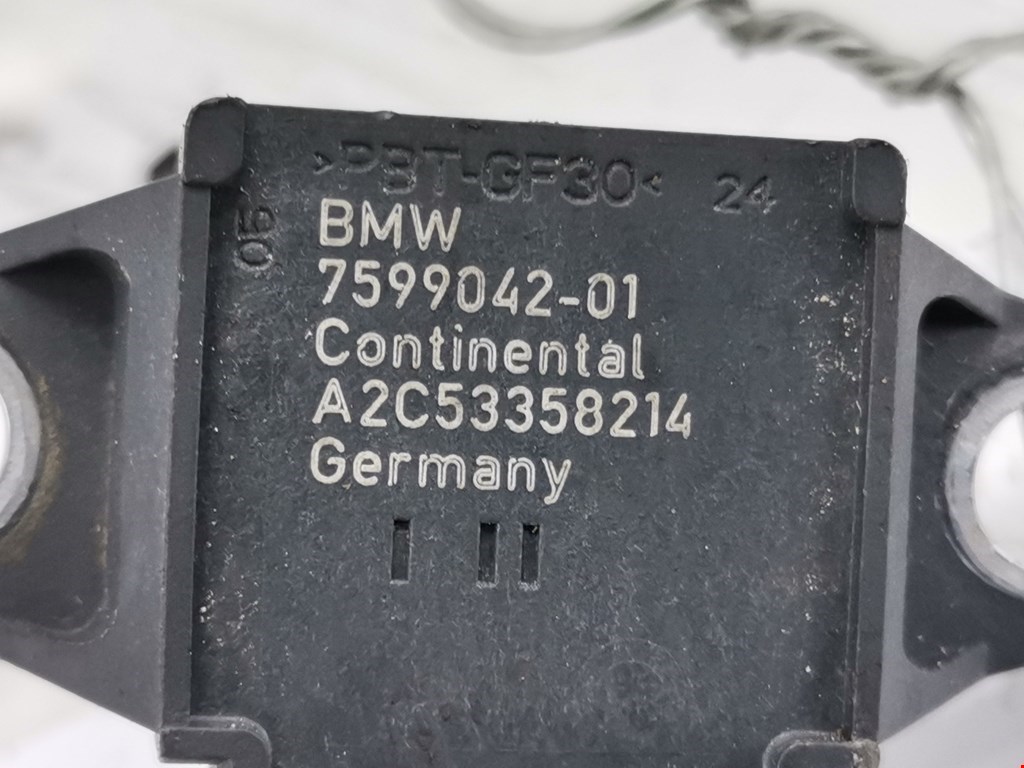 >PBT-GF30< 24
05
BMW
7599042-01
Continental
A2C53358214
Germany